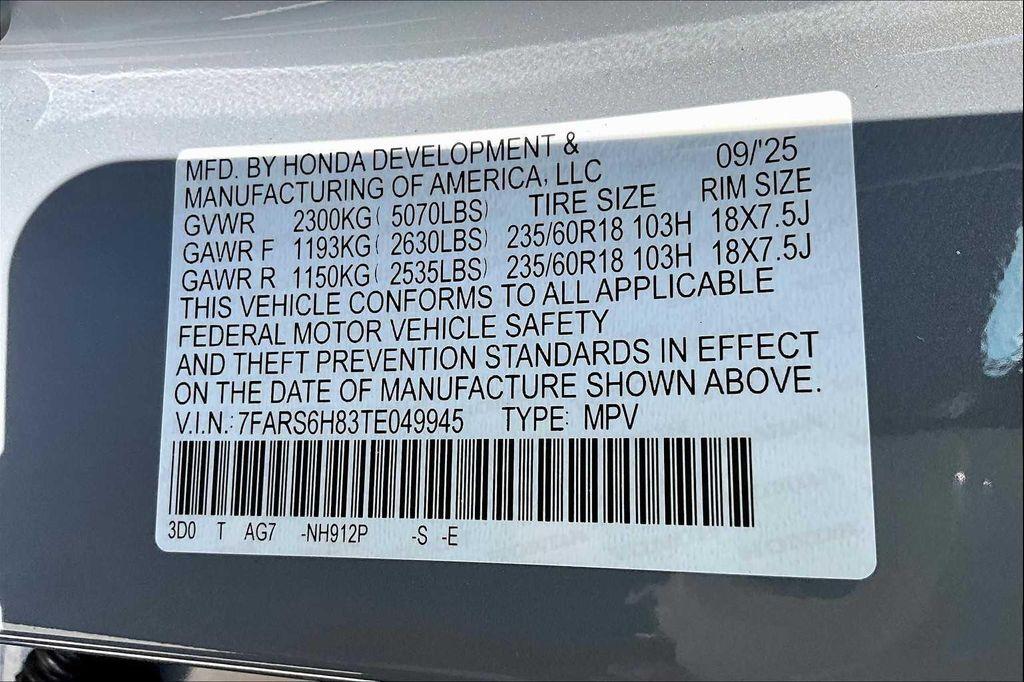 MFD. BY HONDA DEVELOPMENT & 09/'25
MANUFACTURING OF AMERICA, LLC
GVWR 2300KG( 5070LBS) TIRE SIZE RIM SIZE
GAWR F 1193KG( 2630LBS) 235/60R18 103H 18X7.5J
GAWR R 1150KG( 2535LBS) 235/60R18 103H 18X7.5J
THIS VEHICLE CONFORMS TO ALL APPLICABLE
FEDERAL MOTOR VEHICLE SAFETY
AND THEFT PREVENTION STANDARDS IN EFFECT
ON THE DATE OF MANUFACTURE SHOWN ABOVE.
V.I.N.: 7FARS6H83TE049945 TYPE: MPV
3D0 T AG7 -NH912P -S -E